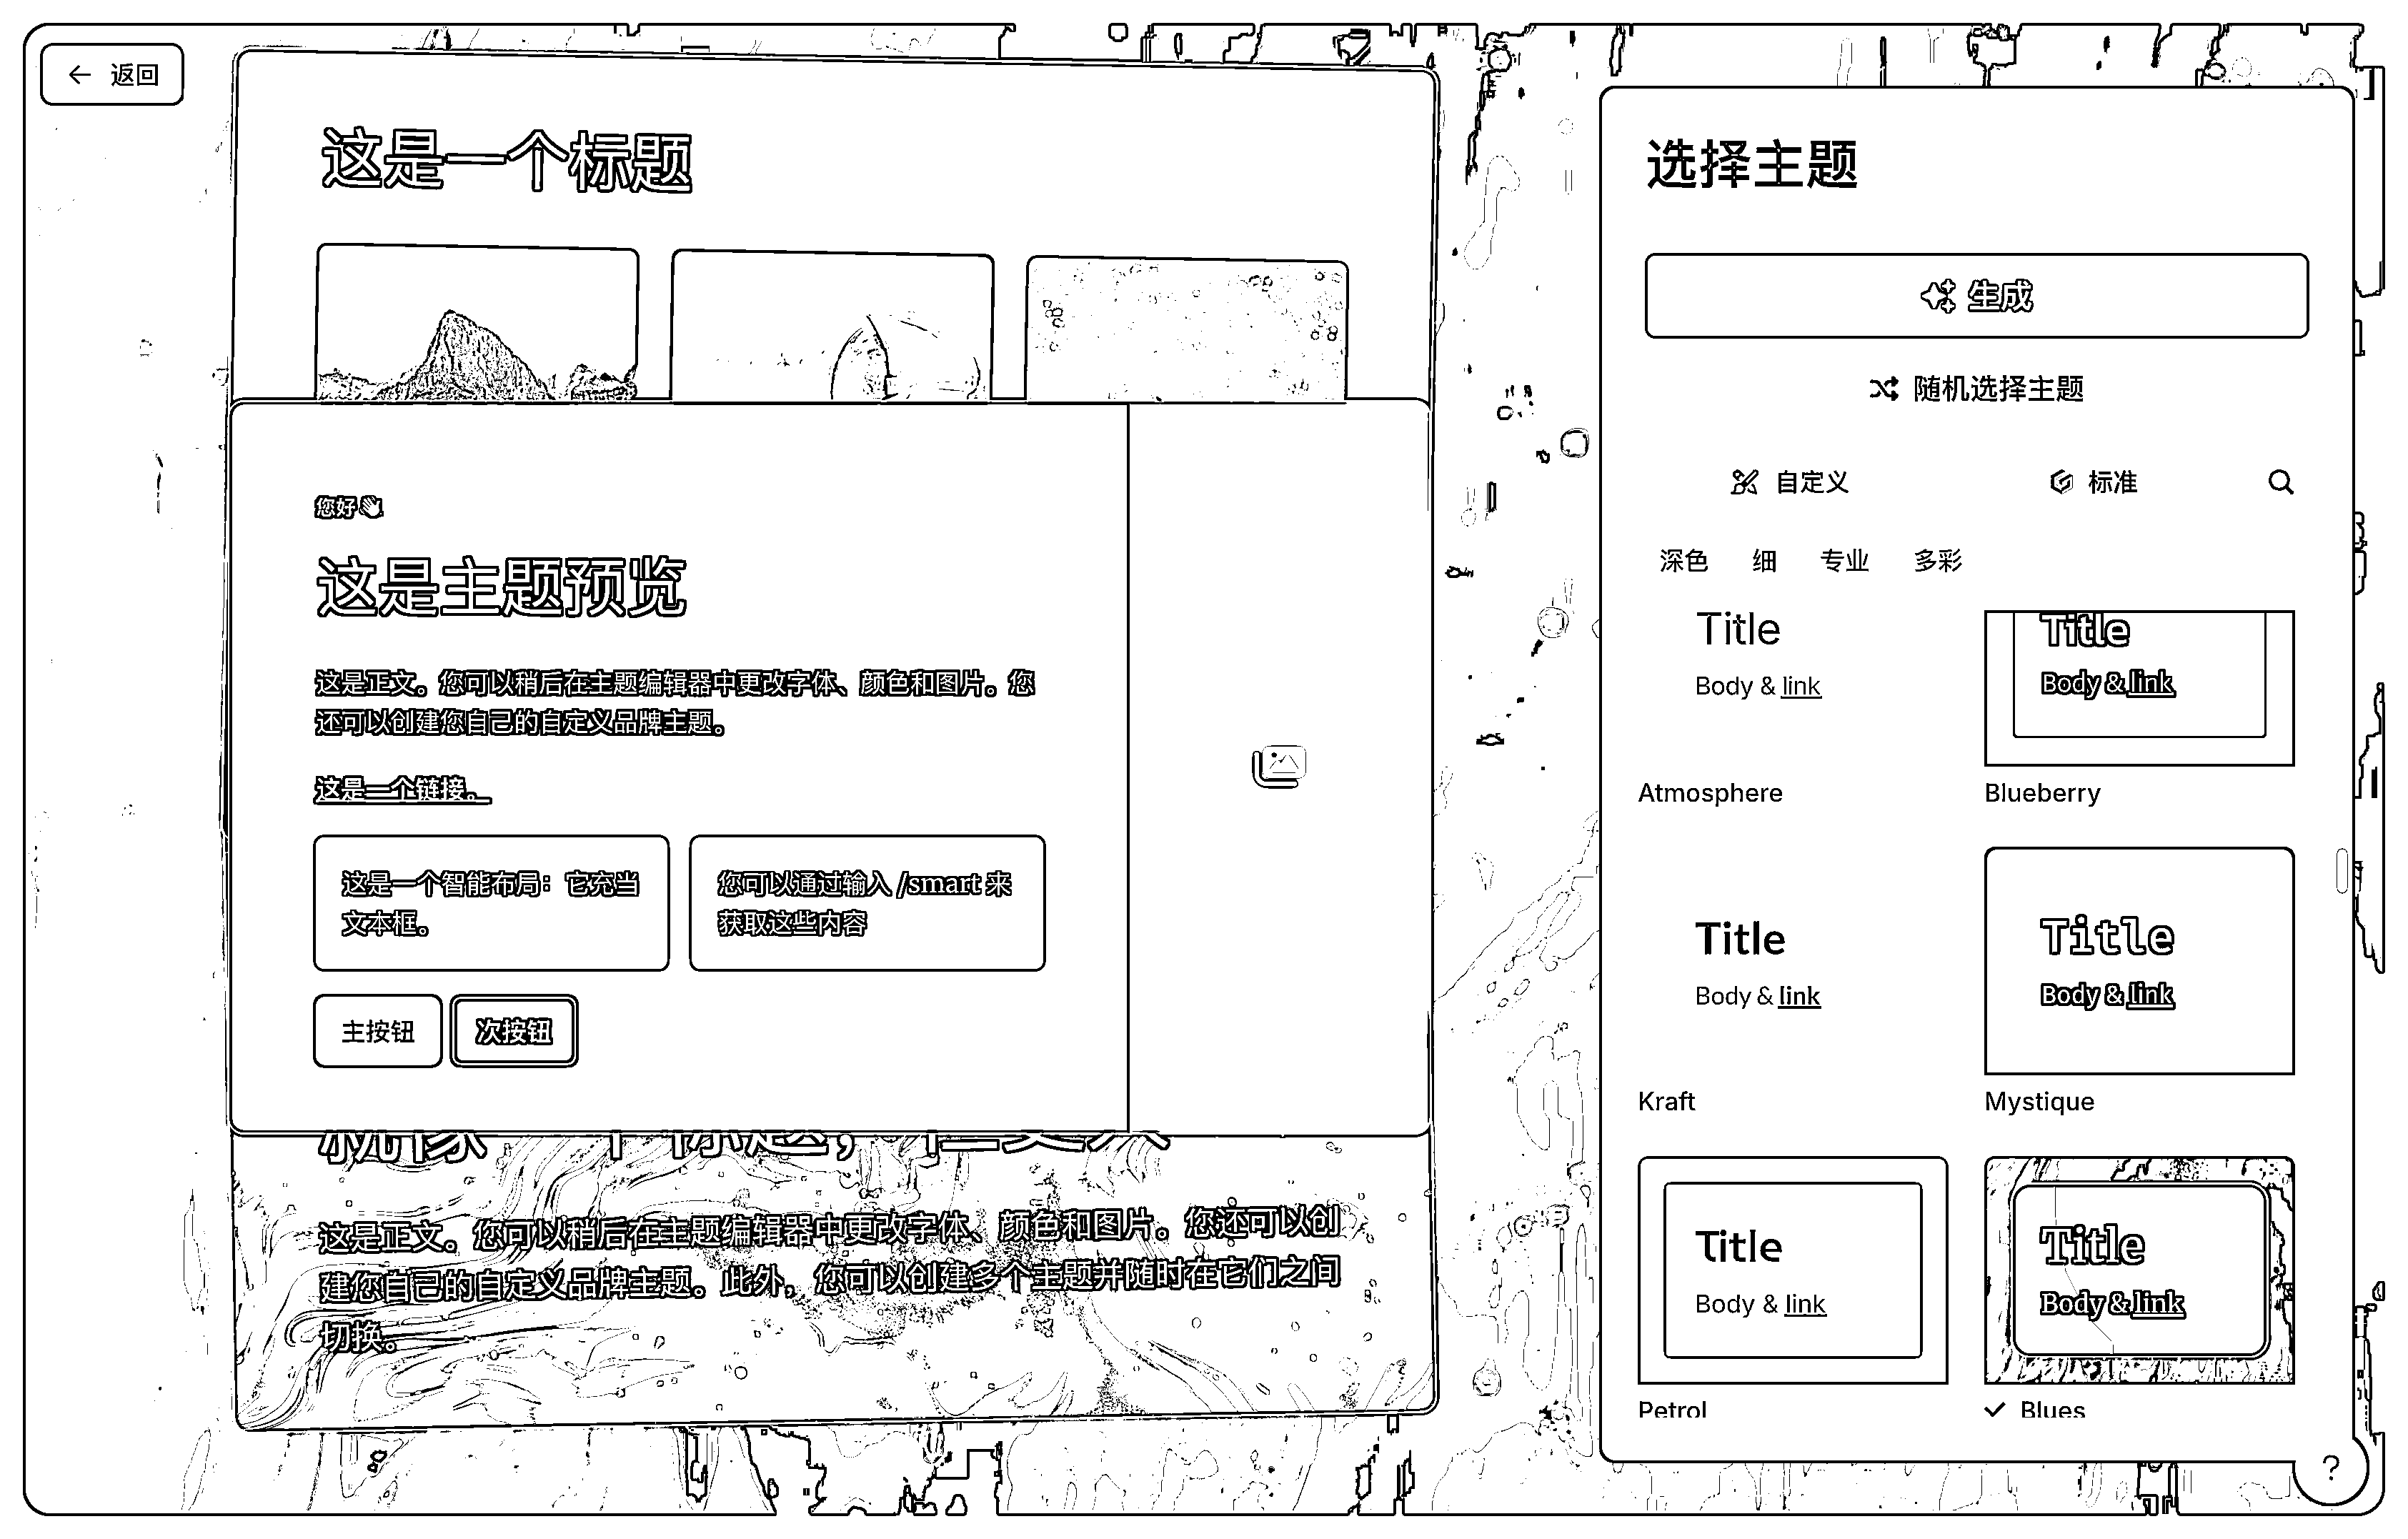 返回
这是一个标题
您好👋
这是主题预览
这是正文。您可以稍后在主题编辑器中更改字体、颜色和图片。您
还可以创建您自己的自定义品牌主题。
这是一个链接。
这是一个智能布局：它充当
文本框。
您可以通过输入 /smart 来
获取这些内容
主按钮
次按钮
就像一个标题，但更大
这是正文。您可以稍后在主题编辑器中更改字体、颜色和图片。您还可以创
建您自己的自定义品牌主题。此外，您可以创建多个主题并随时在它们之间
切换。
选择主题
生成
随机选择主题
自定义
标准
深色 细 专业 多彩
Title
Body & link
Atmosphere
Title
Body & link
Blueberry
Title
Body & link
Kraft
Title
Body & link
Mystique
Title
Body & link
Petrol
Title
Body & link
Blues
?